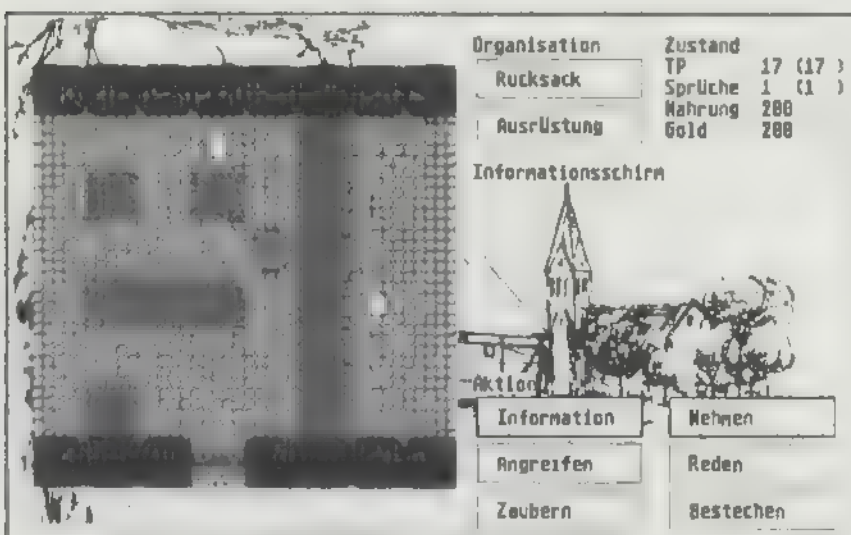 Organisation
Rucksack
Ausrüstung
Zustand
TP 17 (17 )
Sprüche 1 (1 )
Nahrung 200
Gold 200
Informationsschirm
Aktion
Information
Nehmen
Angreifen
Reden
Zaubern
Bestechen